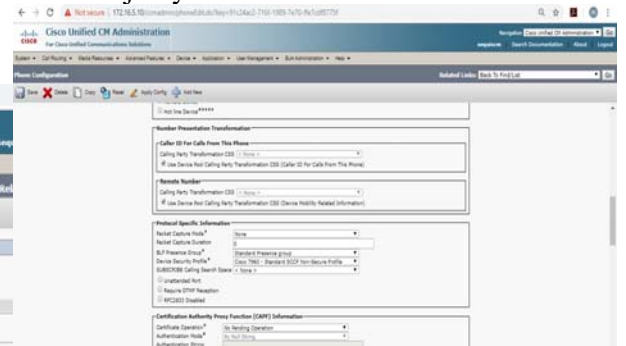 Not secure | 172.16.5.10
Cisco Unified CM Administration
For Cisco Unified Communications Solutions
Navigation Cisco Unified CM Administration Go
Search Documentation About Logout
System Call Routing Media Resources Advanced Features Device Application User Management Bulk Administration Help
Phone Configuration
Related Links: Back To Find/List Go
Save Delete Copy Reset Apply Config Add New
Hot line Device*****
Number Presentation Transformation
Caller ID For Calls From This Phone
Calling Party Transformation CSS < None >
Use Device Pool Calling Party Transformation CSS (Caller ID For Calls From This Phone)
Remote Number
Calling Party Transformation CSS < None >
Use Device Pool Calling Party Transformation CSS (Device Mobility Related Information)
Protocol Specific Information
Packet Capture Mode* None
Packet Capture Duration 0
BLF Presence Group* Standard Presence group
Device Security Profile* Cisco 7960 - Standard SCCP Non-Secure Profile
SUBSCRIBE Calling Search Space < None >
Unattended Port
Require DTMF Reception
RFC2833 Disabled
Certification Authority Proxy Function (CAPF) Information
Certificate Operation* No Pending Operation
Authentication Mode* By Null String
Authentication String